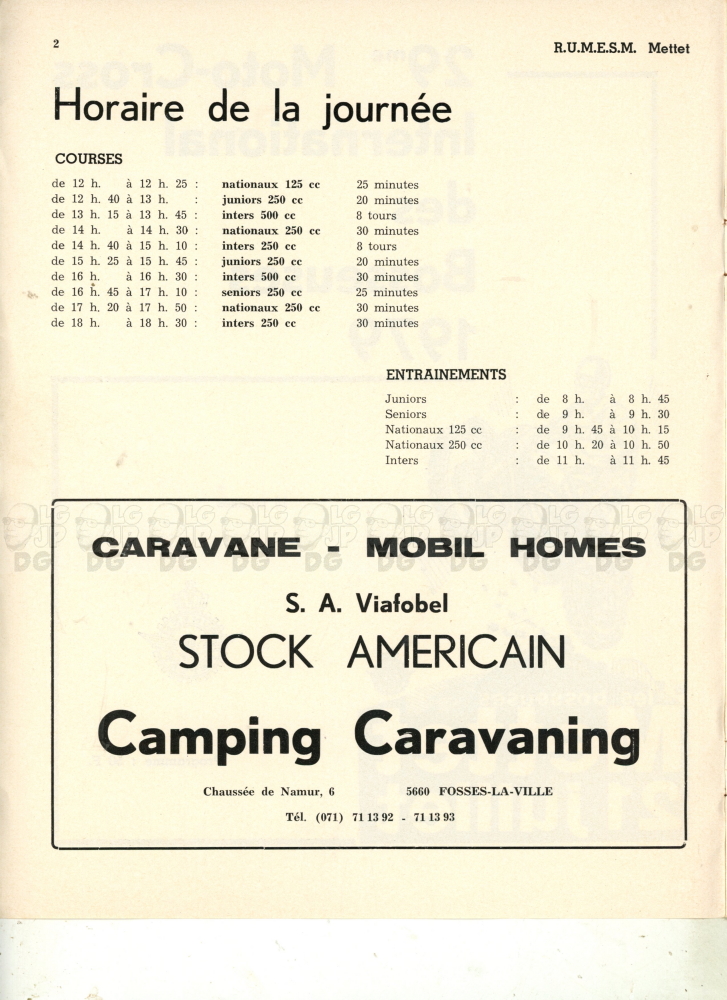 2
R.U.M.E.S.M. Mettet
Horaire de la journée
COURSES
de 12 h. à 12 h. 25 : nationaux 125 cc 25 minutes
de 12 h. 40 à 13 h. : juniors 250 cc 20 minutes
de 13 h. 15 à 13 h. 45 : inters 500 cc 8 tours
de 14 h. à 14 h. 30 : nationaux 250 cc 30 minutes
de 14 h. 40 à 15 h. 10 : inters 250 cc 8 tours
de 15 h. 25 à 15 h. 45 : juniors 250 cc 20 minutes
de 16 h. à 16 h. 30 : inters 500 cc 30 minutes
de 16 h. 45 à 17 h. 10 : seniors 250 cc 25 minutes
de 17 h. 20 à 17 h. 50 : nationaux 250 cc 30 minutes
de 18 h. à 18 h. 30 : inters 250 cc 30 minutes
ENTRAINEMENTS
Juniors : de 8 h. à 8 h. 45
Seniors : de 9 h. à 9 h. 30
Nationaux 125 cc : de 9 h. 45 à 10 h. 15
Nationaux 250 cc : de 10 h. 20 à 10 h. 50
Inters : de 11 h. à 11 h. 45
CARAVANE - MOBIL HOMES
S. A. Viafobel
STOCK AMERICAIN
Camping Caravaning
Chaussée de Namur, 6 5660 FOSSES-LA-VILLE
Tél. (071) 71 13 92 - 71 13 93